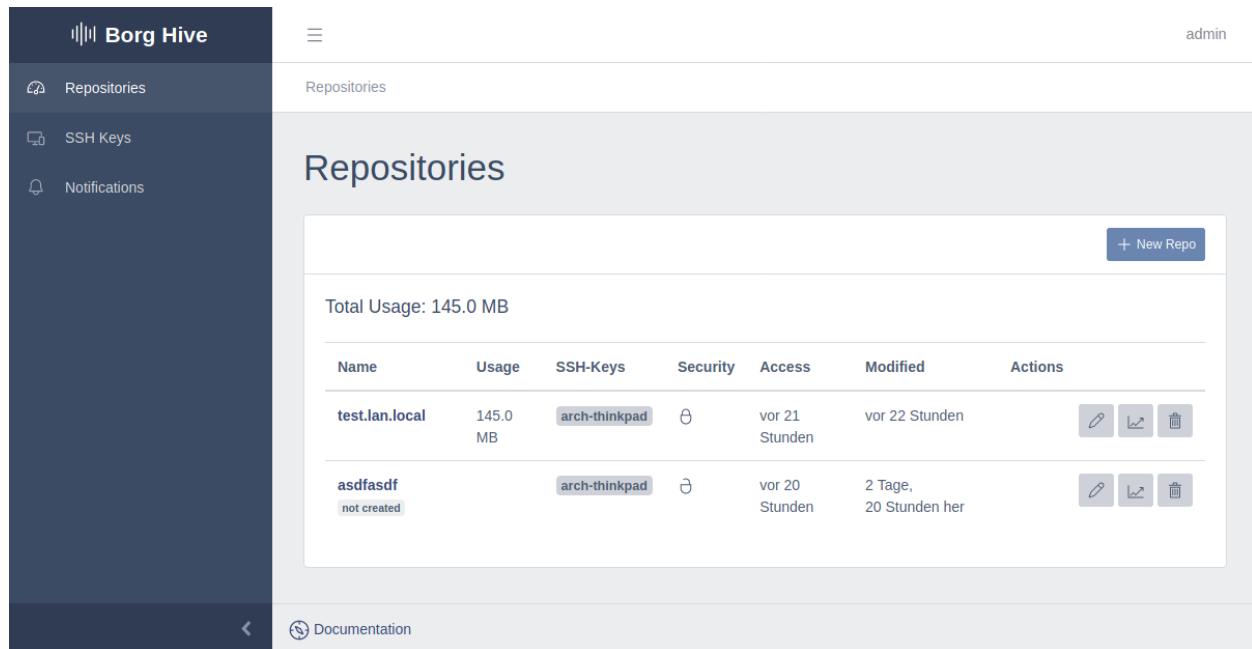 Borg Hive
admin
Repositories
SSH Keys
Notifications
Repositories
Repositories
New Repo
Total Usage: 145.0 MB
Name Usage SSH-Keys Security Access Modified Actions
test.lan.local 145.0 MB arch-thinkpad vor 21 Stunden vor 22 Stunden
asdfasdf not created arch-thinkpad vor 20 Stunden 2 Tage, 20 Stunden her
Documentation